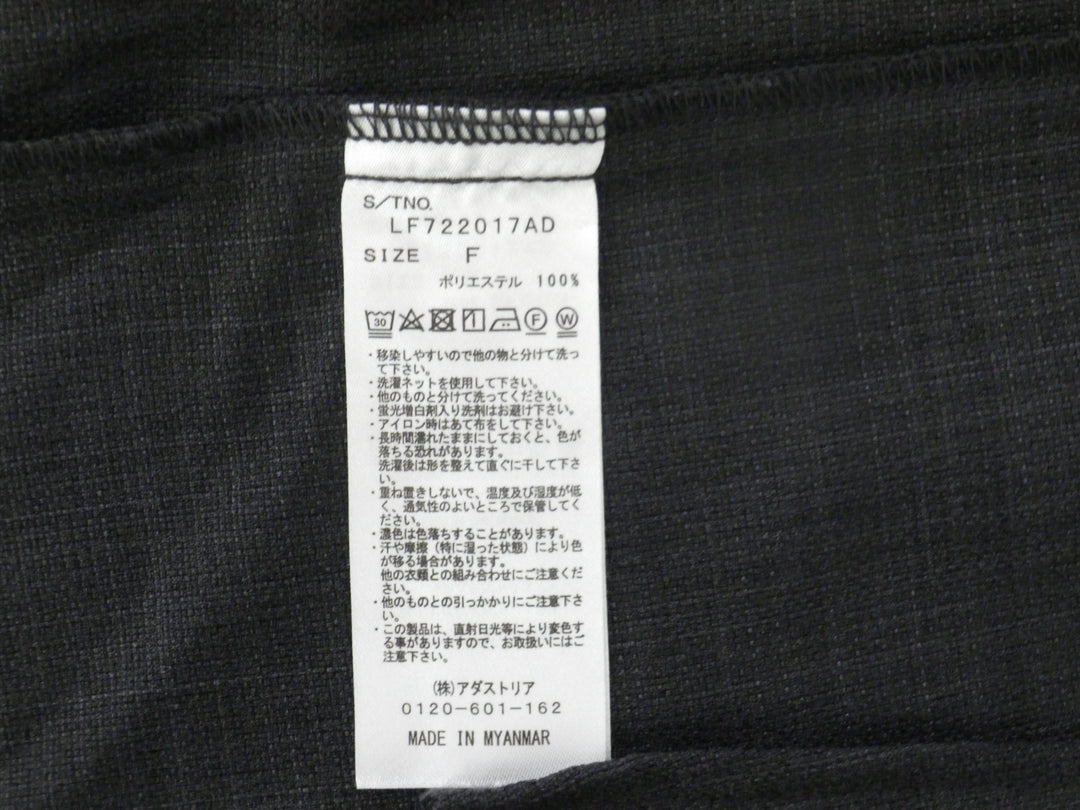 S/TNO.
LF722017AD
SIZE F
ポリエステル 100%
30 F W
・移染しやすいので他の物と分けて洗っ
て下さい。
・洗濯ネットを使用して下さい。
・他のものと分けて洗ってください。
・蛍光増白剤入り洗剤はお避け下さい。
・アイロン時はあて布をして下さい。
・長時間濡れたままにしておくと、色が
落ちる恐れがあります。
洗濯後は形を整えて直ぐに干して下さ
い。
・重ね置きしないで、温度及び湿度が低
く、通気性のよいところで保管してく
ださい。
・濃色は色落ちすることがあります。
・汗や摩擦（特に湿った状態）により色
が移る場合があります。
他の衣類との組み合わせにご注意くだ
さい。
・他のものとの引っかかりにご注意下さ
い。
・この製品は、直射日光等により変色す
る事がありますので、お取扱いにはご
注意下さい。
(株)アダストリア
0120-601-162
MADE IN MYANMAR